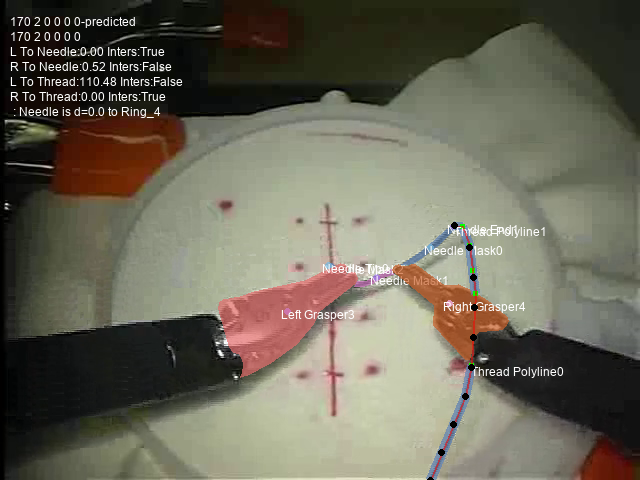 170 2 0 0 0 0-predicted
170 2 0 0 0 0
L To Needle:0.00 Inters:True
R To Needle:0.52 Inters:False
L To Thread:110.48 Inters:False
R To Thread:0.00 Inters:True
: Needle is d=0.0 to Ring_4
Thread Polyline1
Needle Mask0
Needle Mask1
Right Grasper4
Left Grasper3
Thread Polyline0